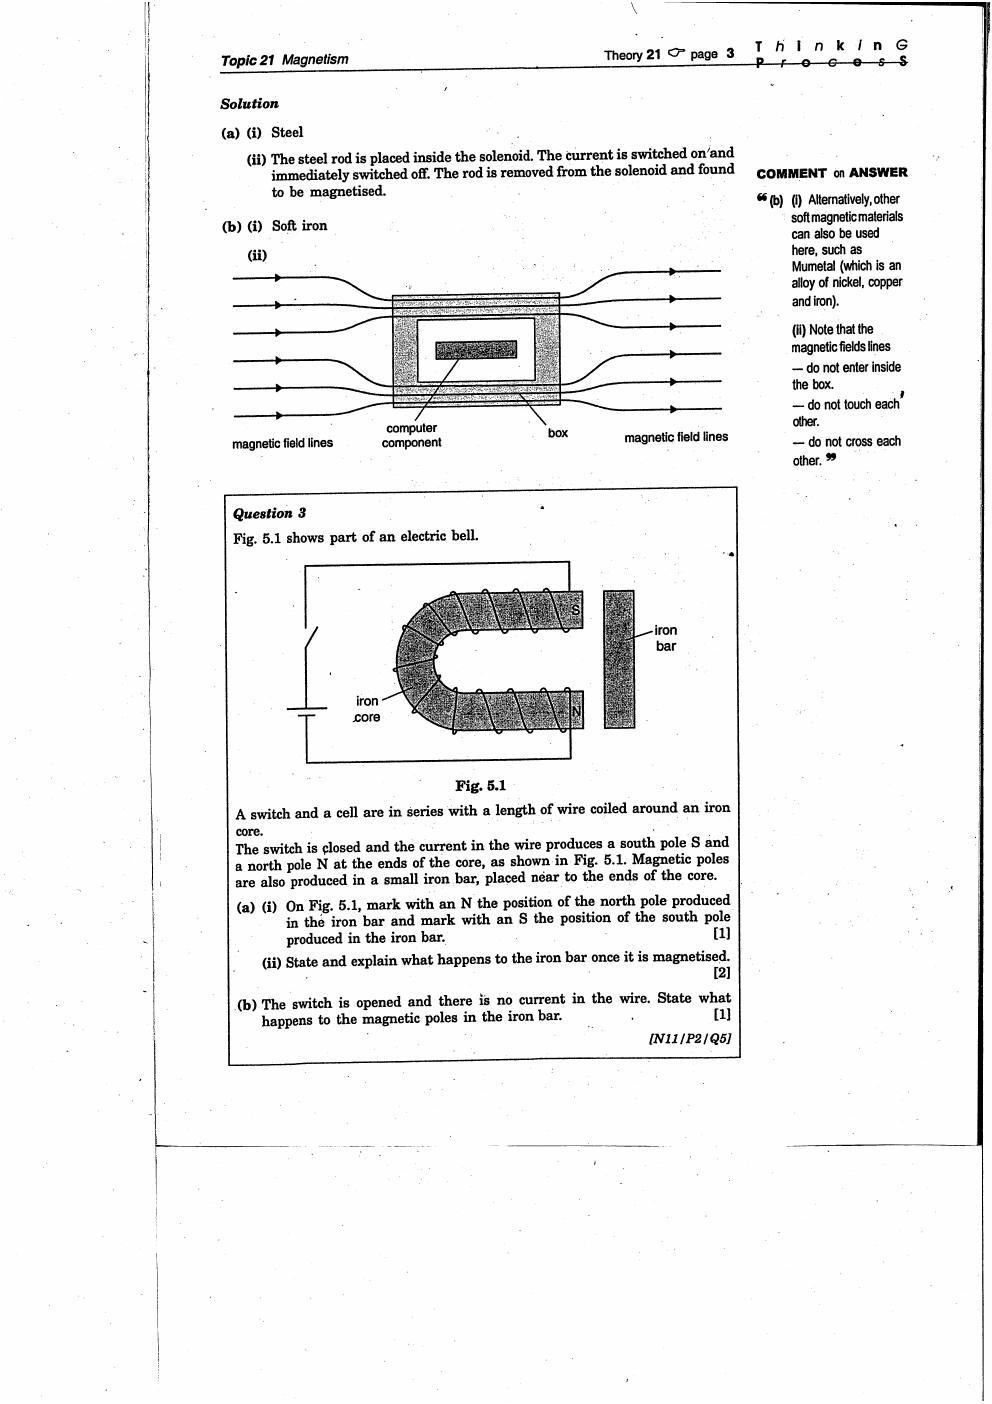 Topic 21 Magnetism
Theory 21 ☞ page 3
T h I n k I n G
P r o c e s S
Solution
(a) (i) Steel
(ii) The steel rod is placed inside the solenoid. The current is switched on and
immediately switched off. The rod is removed from the solenoid and found
to be magnetised.
(b) (i) Soft iron
(ii)
computer
component
box
magnetic field lines
magnetic field lines
COMMENT on ANSWER
“(b) (i) Alternatively, other
soft magnetic materials
can also be used
here, such as
Mumetal (which is an
alloy of nickel, copper
and iron).
(ii) Note that the
magnetic fields lines
— do not enter inside
the box.
— do not touch each
other.
— do not cross each
other. ”
Question 3
Fig. 5.1 shows part of an electric bell.
S
iron
bar
iron
core
N
Fig. 5.1
A switch and a cell are in series with a length of wire coiled around an iron
core.
The switch is closed and the current in the wire produces a south pole S and
a north pole N at the ends of the core, as shown in Fig. 5.1. Magnetic poles
are also produced in a small iron bar, placed near to the ends of the core.
(a) (i) On Fig. 5.1, mark with an N the position of the north pole produced
in the iron bar and mark with an S the position of the south pole
produced in the iron bar. [1]
(ii) State and explain what happens to the iron bar once it is magnetised.
[2]
(b) The switch is opened and there is no current in the wire. State what
happens to the magnetic poles in the iron bar. [1]
[N11/P2/Q5]